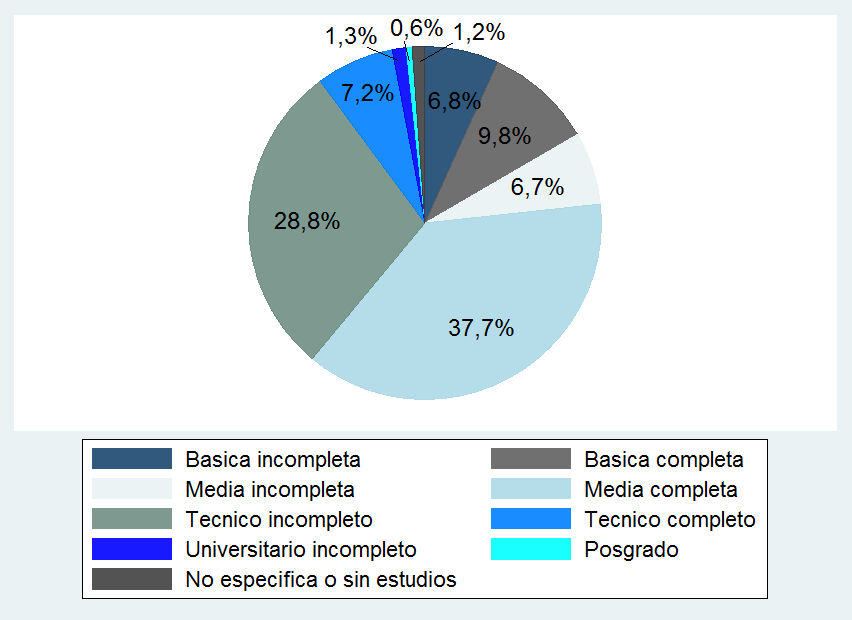 1,3%
0,6%
1,2%
7,2%
6,8%
9,8%
6,7%
28,8%
37,7%
Basica incompleta
Basica completa
Media incompleta
Media completa
Tecnico incompleto
Tecnico completo
Universitario incompleto
Posgrado
No especifica o sin estudios